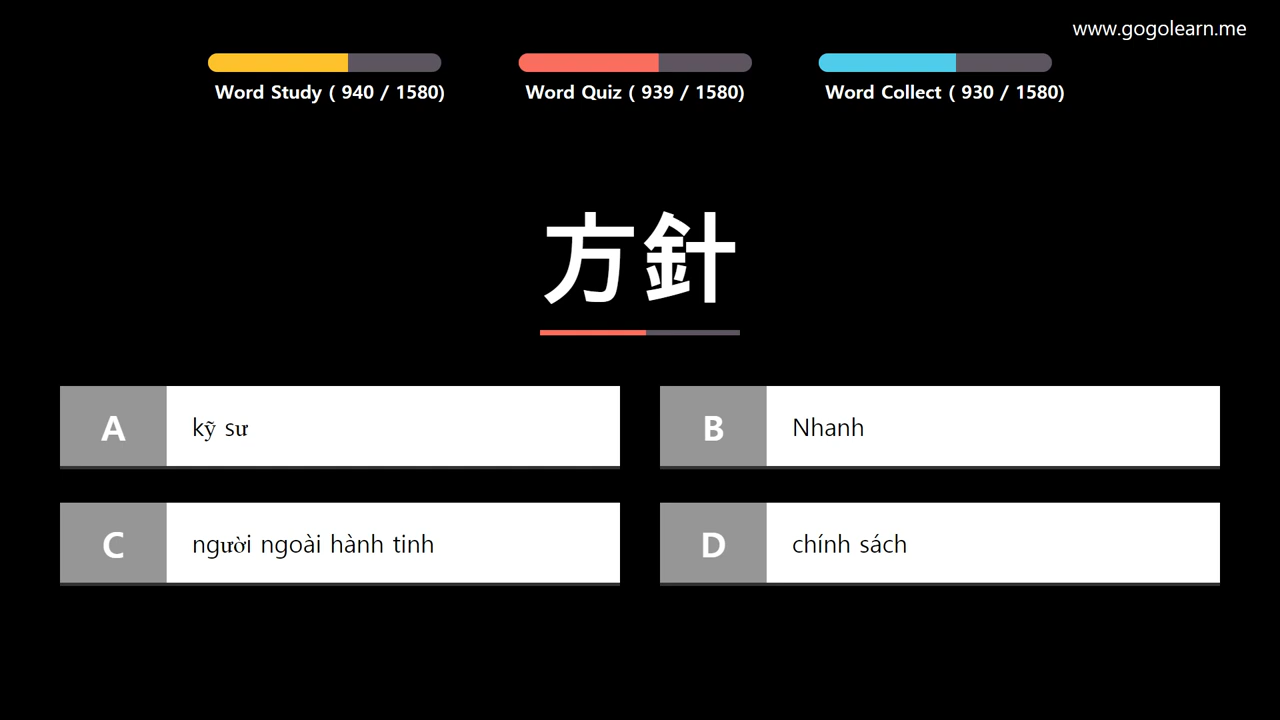 www.gogolearn.me
Word Study ( 940 / 1580)
Word Quiz ( 939 / 1580)
Word Collect ( 930 / 1580)
方針
A
kỹ sư
B
Nhanh
C
người ngoài hành tinh
D
chính sách